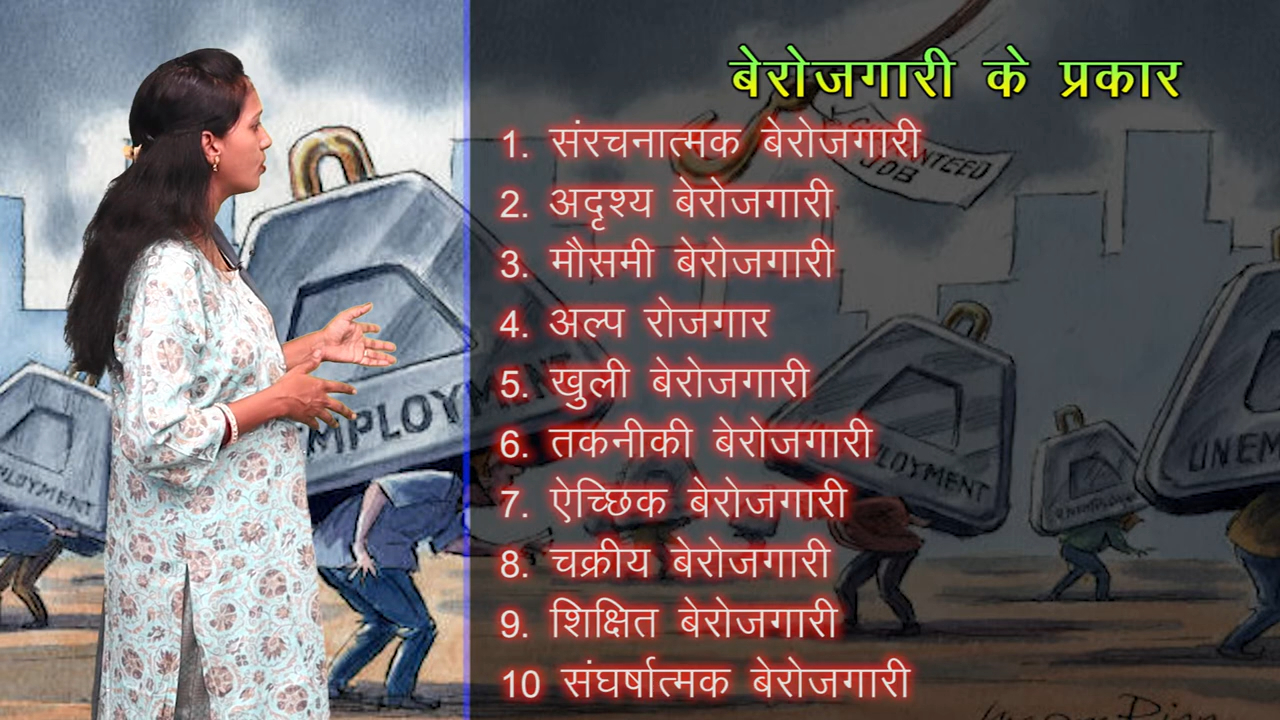 बेरोजगारी के प्रकार
1. संरचनात्मक बेरोजगारी
2. अदृश्य बेरोजगारी
3. मौसमी बेरोजगारी
4. अल्प रोजगार
5. खुली बेरोजगारी
6. तकनीकी बेरोजगारी
7. ऐच्छिक बेरोजगारी
8. चक्रीय बेरोजगारी
9. शिक्षित बेरोजगारी
10 संघर्षात्मक बेरोजगारी
JOB